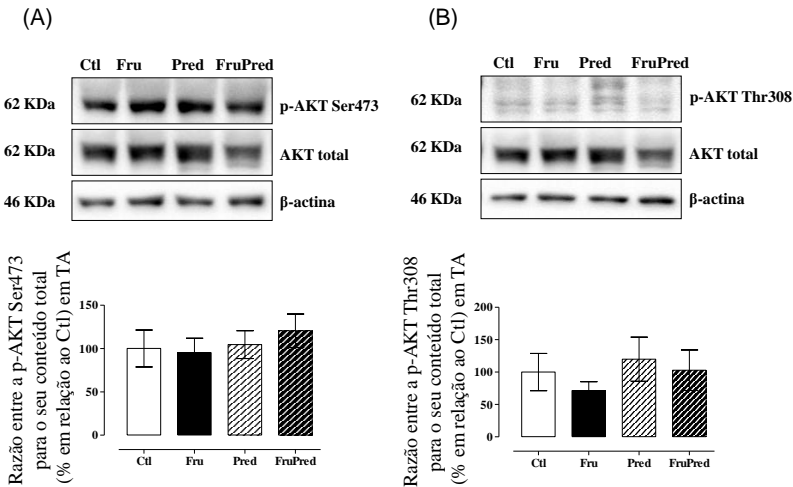 (A)
Ctl Fru Pred FruPred
62 KDa p-AKT Ser473
62 KDa AKT total
46 KDa β-actina
Razão entre a p-AKT Ser473
para o seu conteúdo total
(% em relação ao Ctl) em TA
150
100
50
0
Ctl Fru Pred FruPred
(B)
Ctl Fru Pred FruPred
62 KDa p-AKT Thr308
62 KDa AKT total
46 KDa β-actina
Razão entre a p-AKT Thr308
para o seu conteúdo total
(% em relação ao Ctl) em TA
200
150
100
50
0
Ctl Fru Pred FruPred